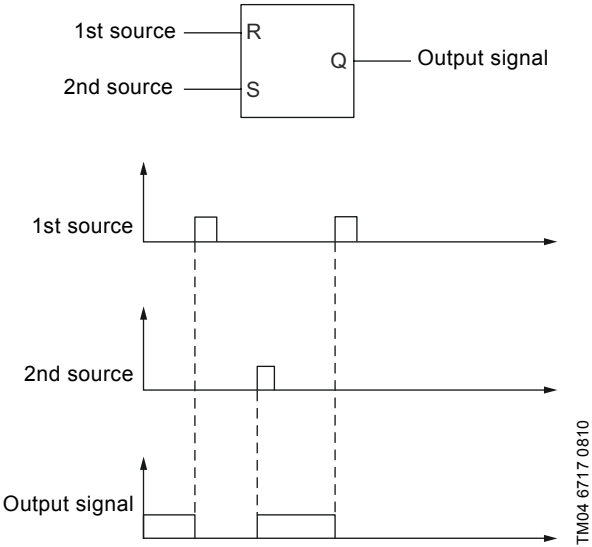 1st source
R
Q
Output signal
2nd source
S
1st source
2nd source
Output signal
TM04 6717 0810